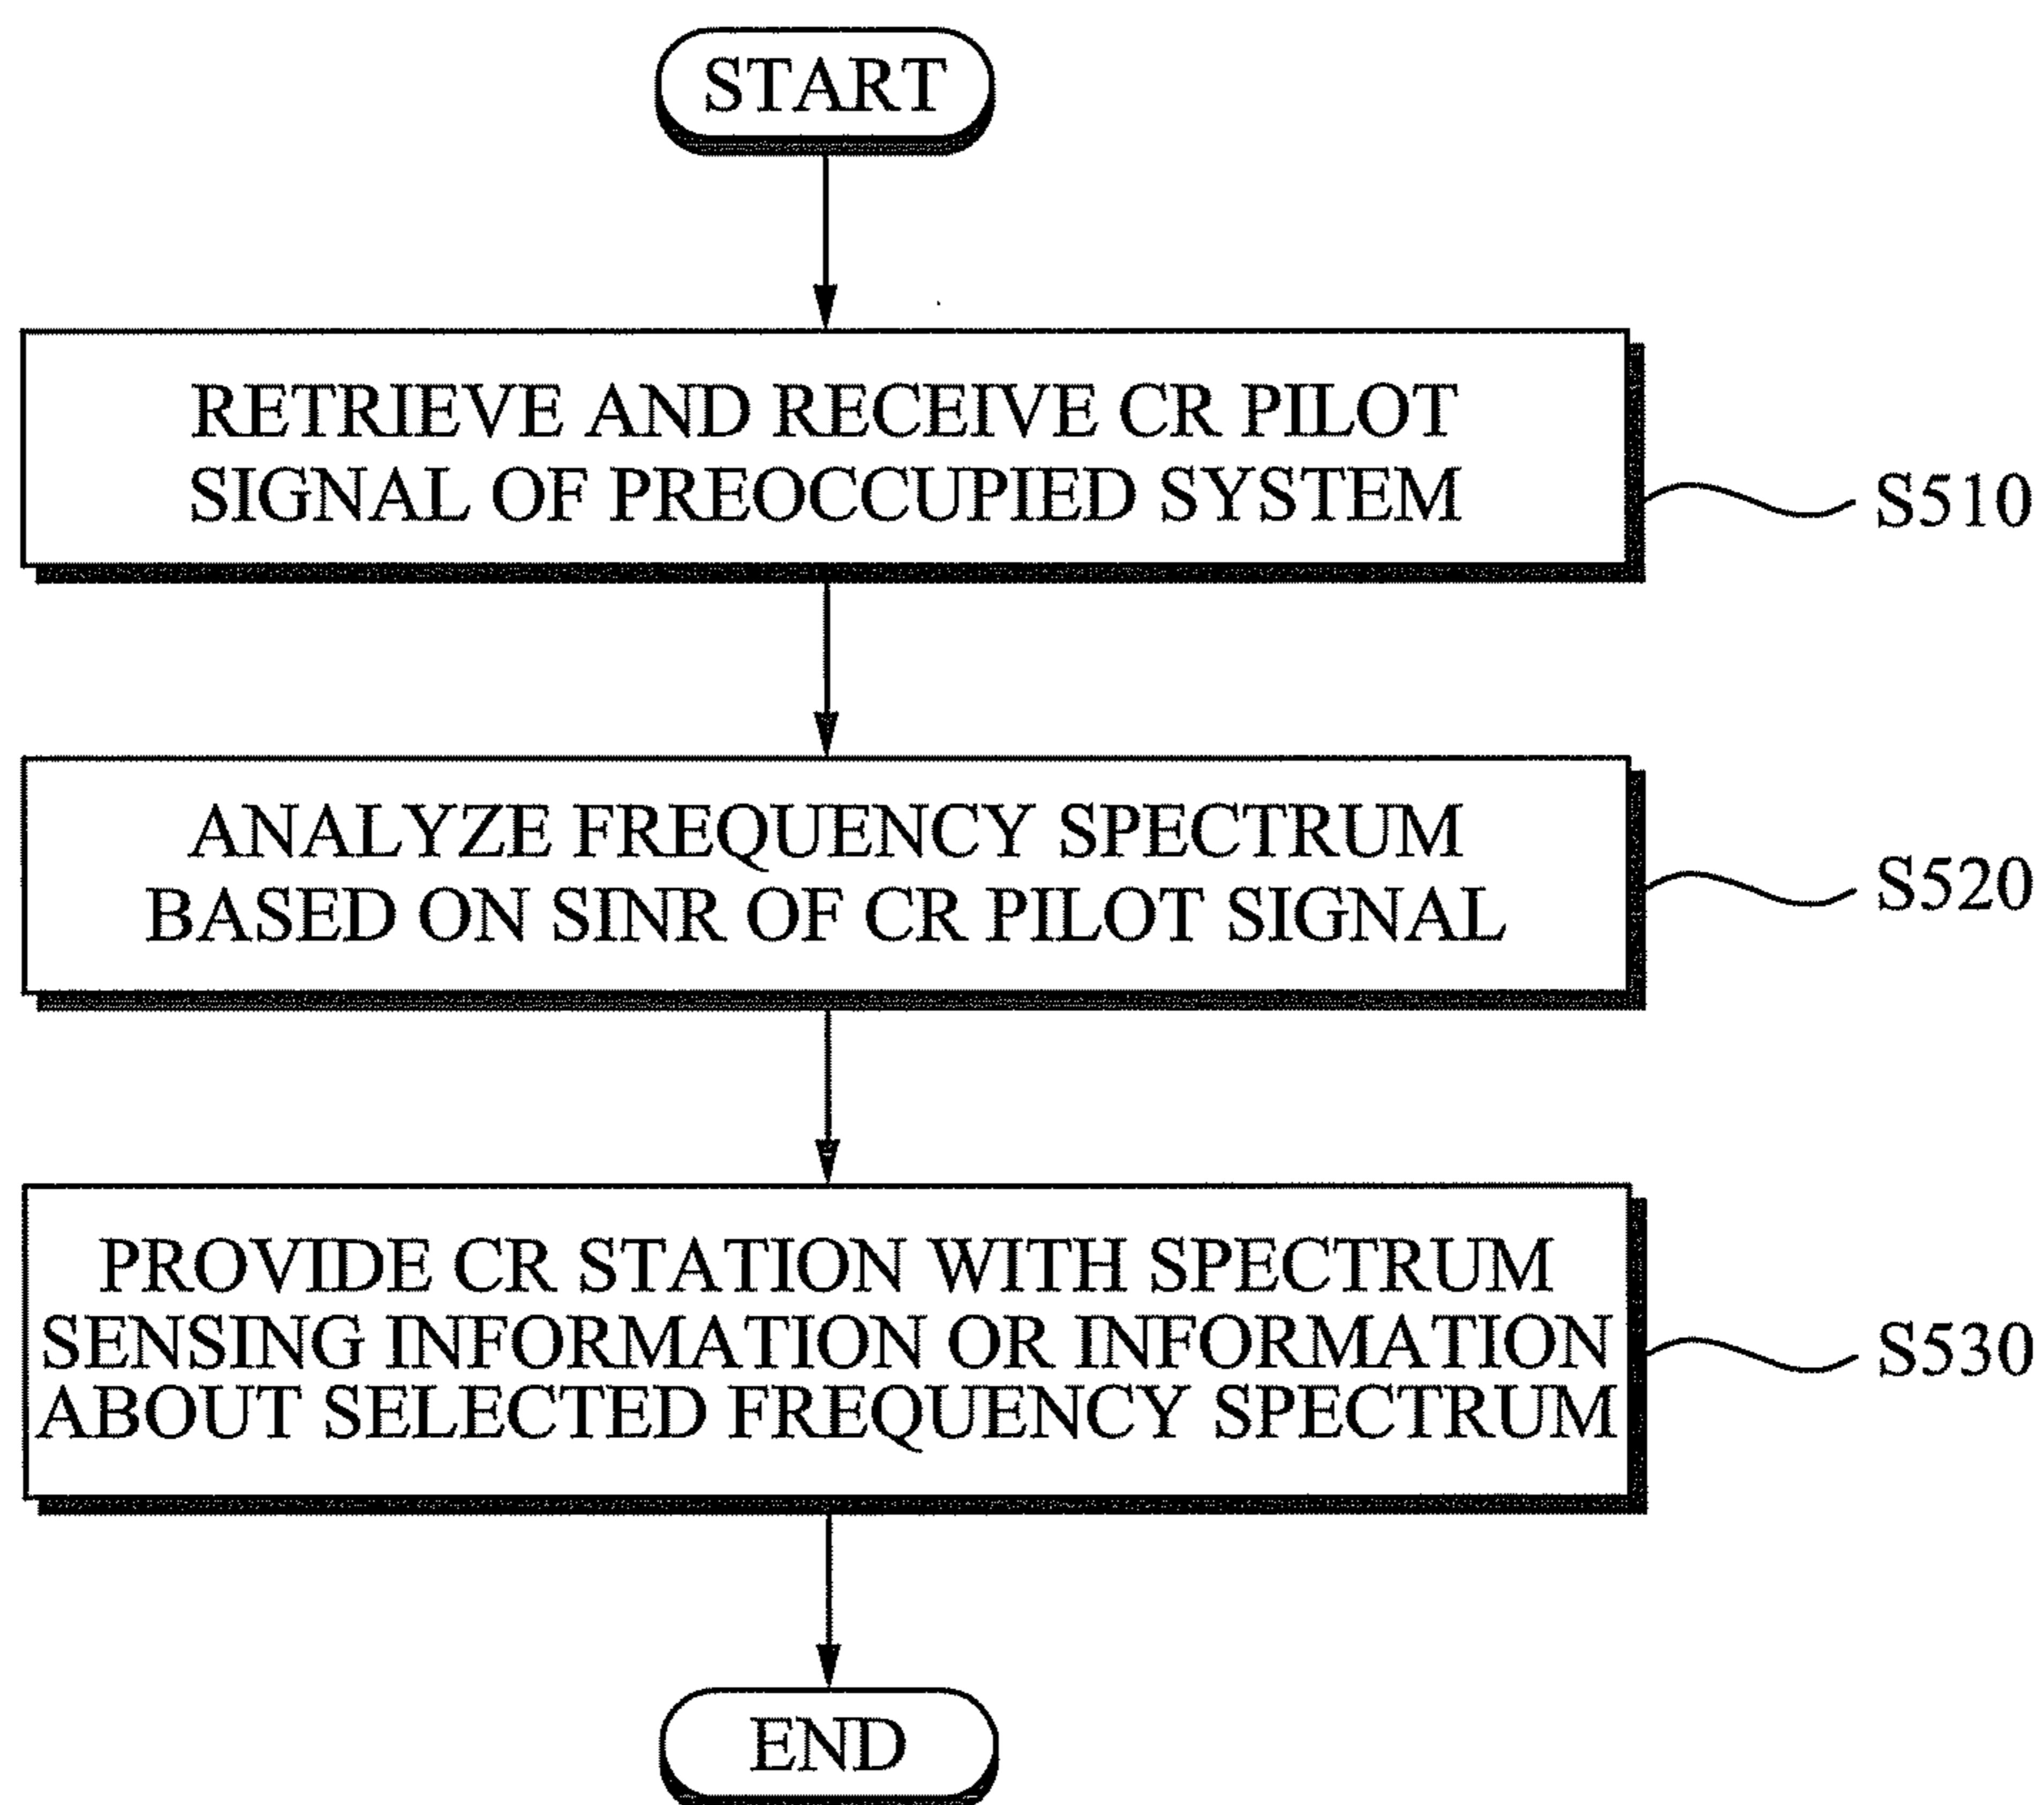 START
RETRIEVE AND RECEIVE CR PILOT
SIGNAL OF PREOCCUPIED SYSTEM
S510
ANALYZE FREQUENCY SPECTRUM
BASED ON SINR OF CR PILOT SIGNAL
S520
PROVIDE CR STATION WITH SPECTRUM
SENSING INFORMATION OR INFORMATION
ABOUT SELECTED FREQUENCY SPECTRUM
S530
END